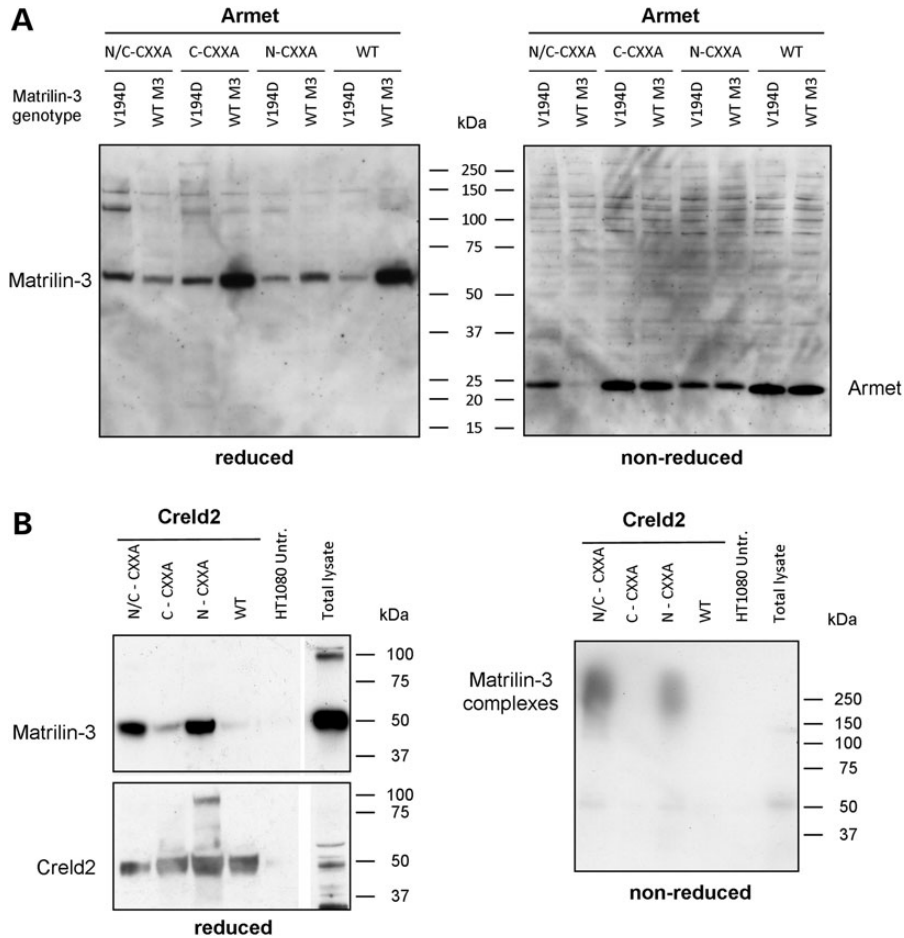 A
Armet
N/C-CXXA C-CXXA N-CXXA WT
Matrilin-3 genotype
V194D WT M3 V194D WT M3 V194D WT M3 V194D WT M3
Matrilin-3
reduced
kDa
250
150
100
75
50
37
25
20
15
Armet
N/C-CXXA C-CXXA N-CXXA WT
V194D WT M3 V194D WT M3 V194D WT M3 V194D WT M3
Armet
non-reduced
B
Creld2
N/C - CXXA C - CXXA N - CXXA WT HT1080 Untr. Total lysate
kDa
Matrilin-3
100
75
50
37
Creld2
100
75
50
37
reduced
Creld2
N/C - CXXA C - CXXA N - CXXA WT HT1080 Untr. Total lysate
kDa
Matrilin-3
complexes
250
150
100
75
50
37
non-reduced